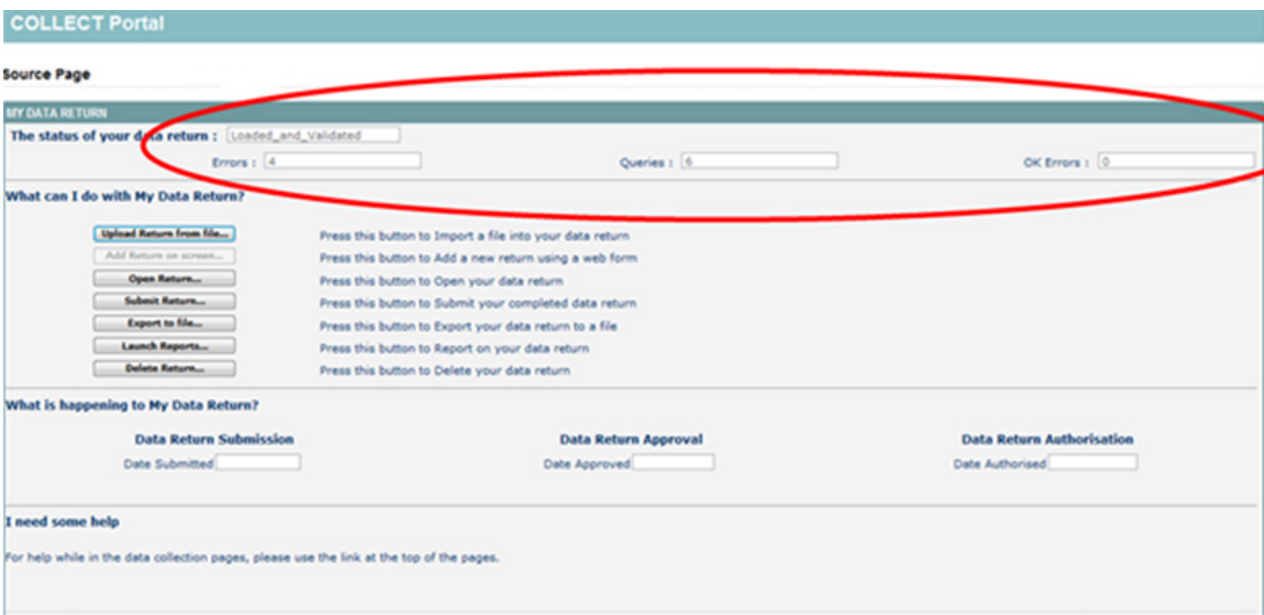 COLLECT Portal
Source Page
MY DATA RETURN
The status of your data return : Loaded_and_Validated
Errors : 4 Queries : 6 OK Errors : 0
What can I do with My Data Return?
Upload Return from file... Press this button to Import a file into your data return
Add Return on screen... Press this button to Add a new return using a web form
Open Return... Press this button to Open your data return
Submit Return... Press this button to Submit your completed data return
Export to file... Press this button to Export your data return to a file
Launch Reports... Press this button to Report on your data return
Delete Return... Press this button to Delete your data return
What is happening to My Data Return?
Data Return Submission Data Return Approval Data Return Authorisation
Date Submitted Date Approved Date Authorised
I need some help
For help while in the data collection pages, please use the link at the top of the pages.